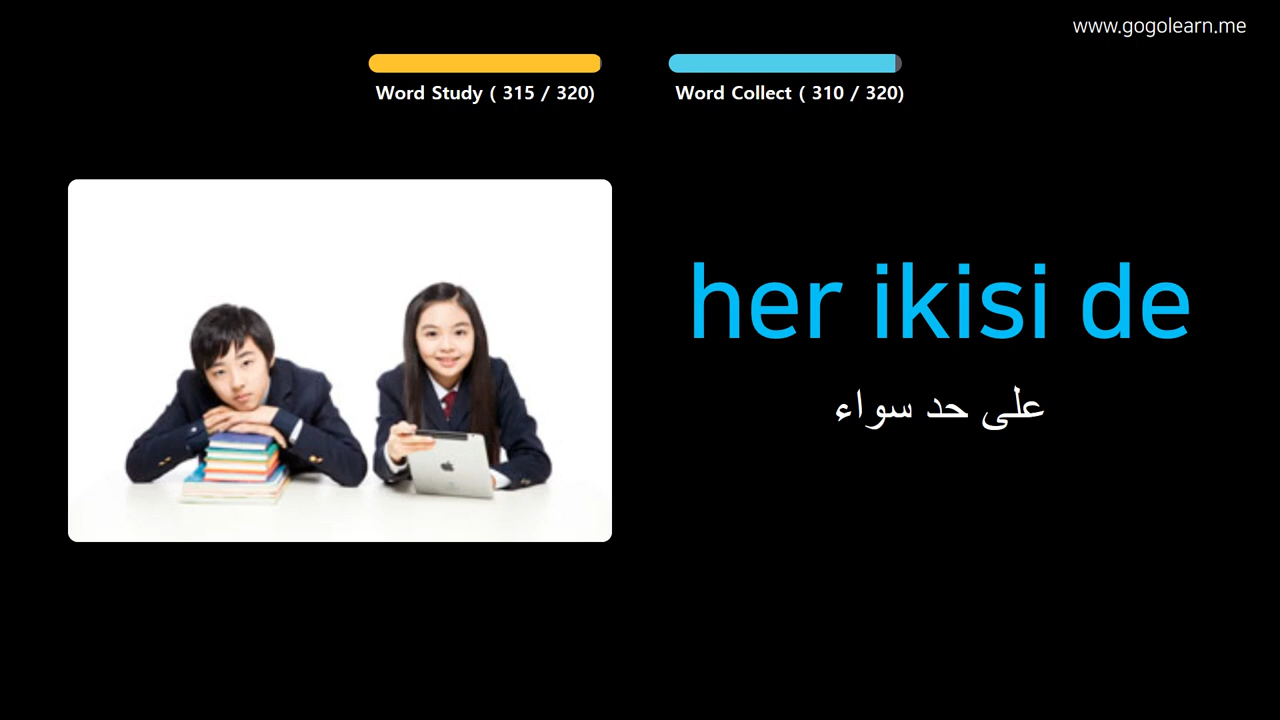 www.gogolearn.me
Word Study ( 315 / 320)
Word Collect ( 310 / 320)
her ikisi de
على حد سواء